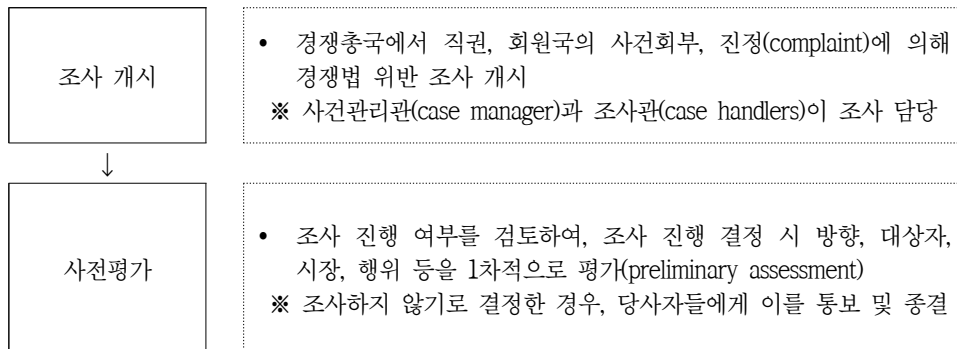 조사 개시
• 경쟁총국에서 직권, 회원국의 사건회부, 진정(complaint)에 의해
경쟁법 위반 조사 개시
※ 사건관리관(case manager)과 조사관(case handlers)이 조사 담당
↓
사전평가
• 조사 진행 여부를 검토하여, 조사 진행 결정 시 방향, 대상자,
시장, 행위 등을 1차적으로 평가(preliminary assessment)
※ 조사하지 않기로 결정한 경우, 당사자들에게 이를 통보 및 종결